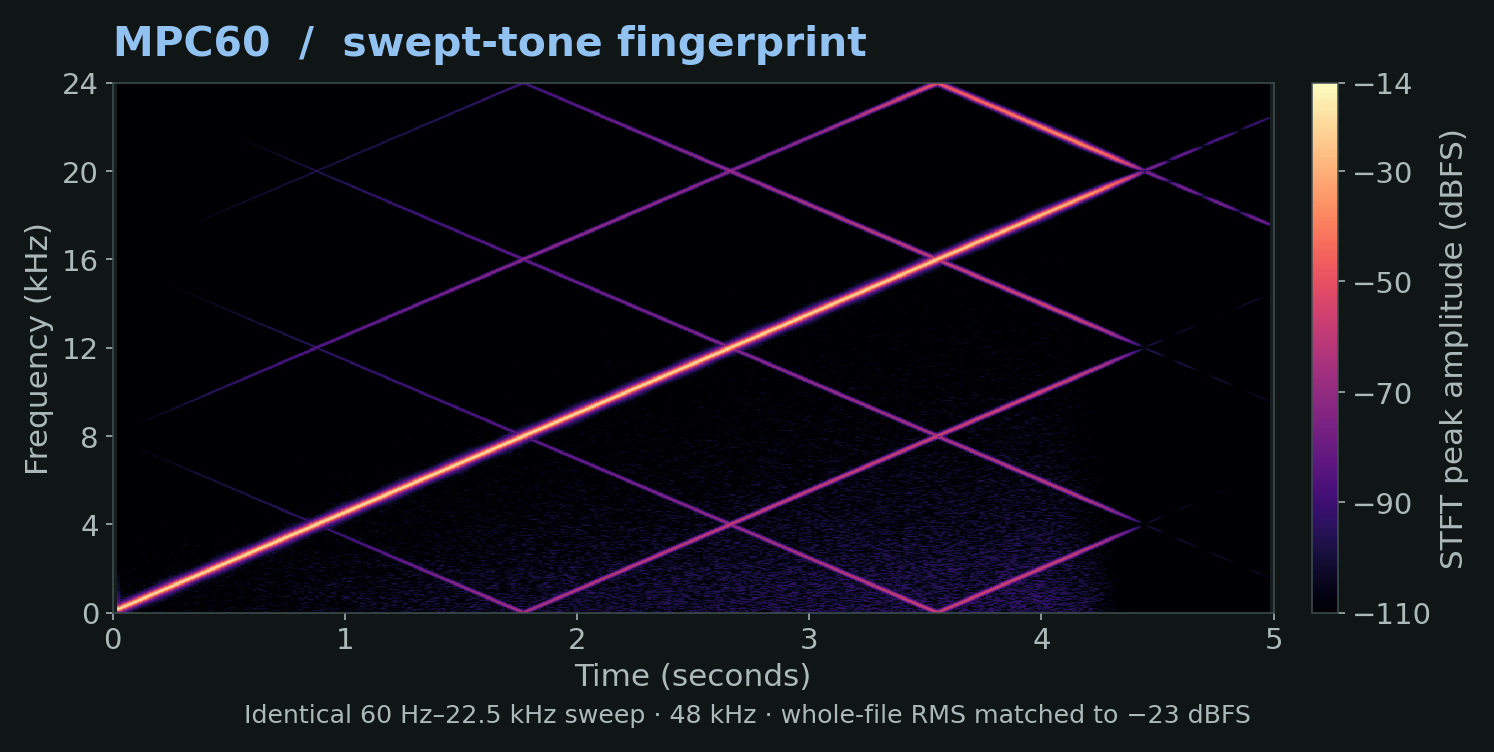 MPC60 / swept-tone fingerprint
24
20
16
12
8
4
0
Frequency (kHz)
0 1 2 3 4 5
Time (seconds)
−14
−30
−50
−70
−90
−110
STFT peak amplitude (dBFS)
Identical 60 Hz–22.5 kHz sweep · 48 kHz · whole-file RMS matched to −23 dBFS